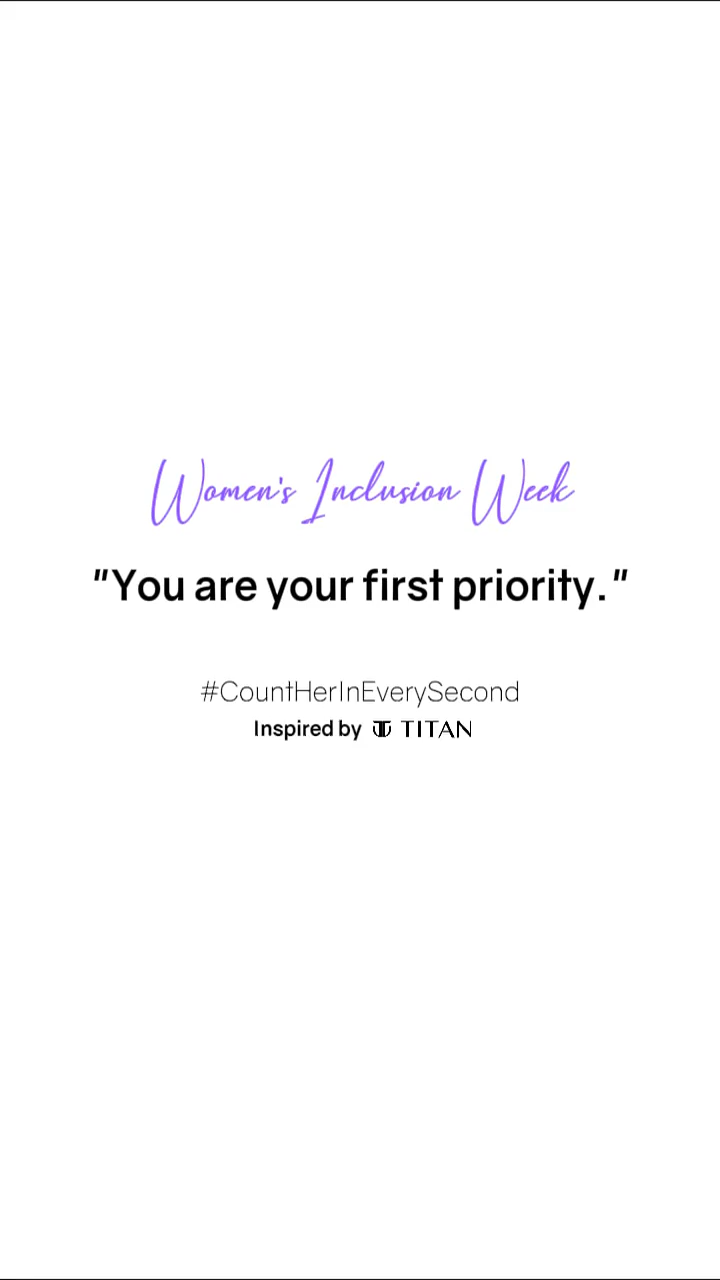 Women's Inclusion Week
"You are your first priority."
#CountHerInEverySecond
Inspired by TITAN